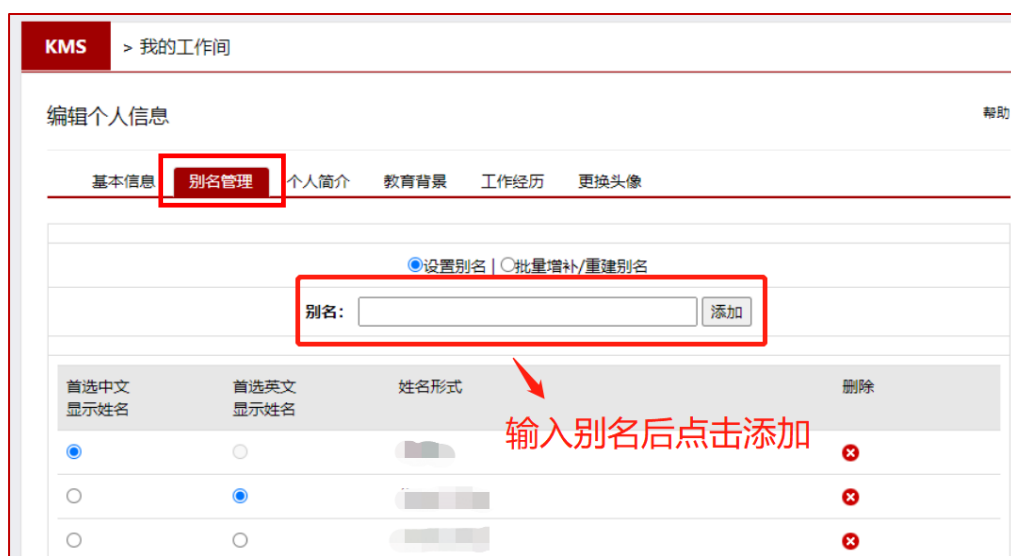 KMS > 我的工作间
编辑个人信息 帮助
基本信息 别名管理 个人简介 教育背景 工作经历 更换头像
设置别名 | 批量增补/重建别名
别名： 添加
首选中文 首选英文 姓名形式 删除
显示姓名 显示姓名
输入别名后点击添加